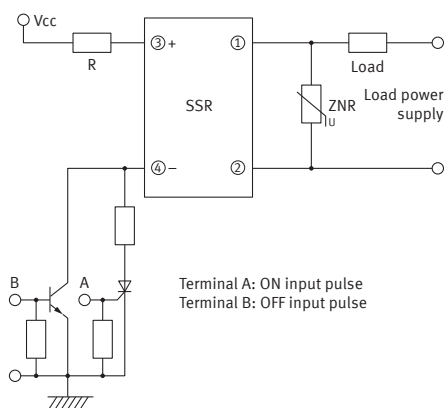 Vcc
R
③ +
①
SSR
④ −
②
Load
ZNR
U
Load power
supply
B
A
Terminal A: ON input pulse
Terminal B: OFF input pulse